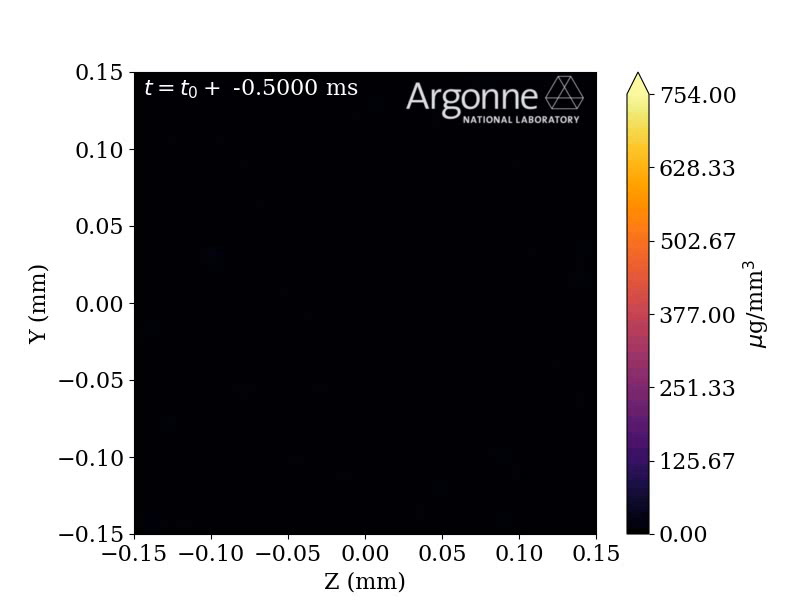 t = t₀ + -0.5000 ms
Argonne
NATIONAL LABORATORY
0.15
0.10
0.05
0.00
−0.05
−0.10
−0.15
Y (mm)
−0.15 −0.10 −0.05 0.00 0.05 0.10 0.15
Z (mm)
754.00
628.33
502.67
377.00
251.33
125.67
0.00
μg/mm³